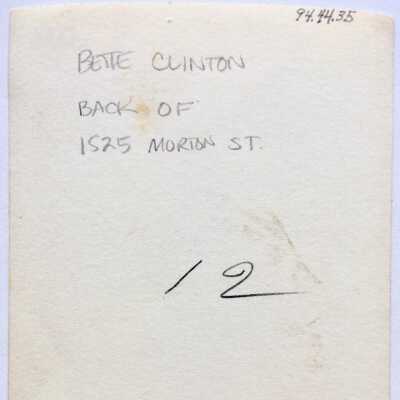 94.44.35
BETTE CLINTON
BACK OF
1525 MORTON ST.
12